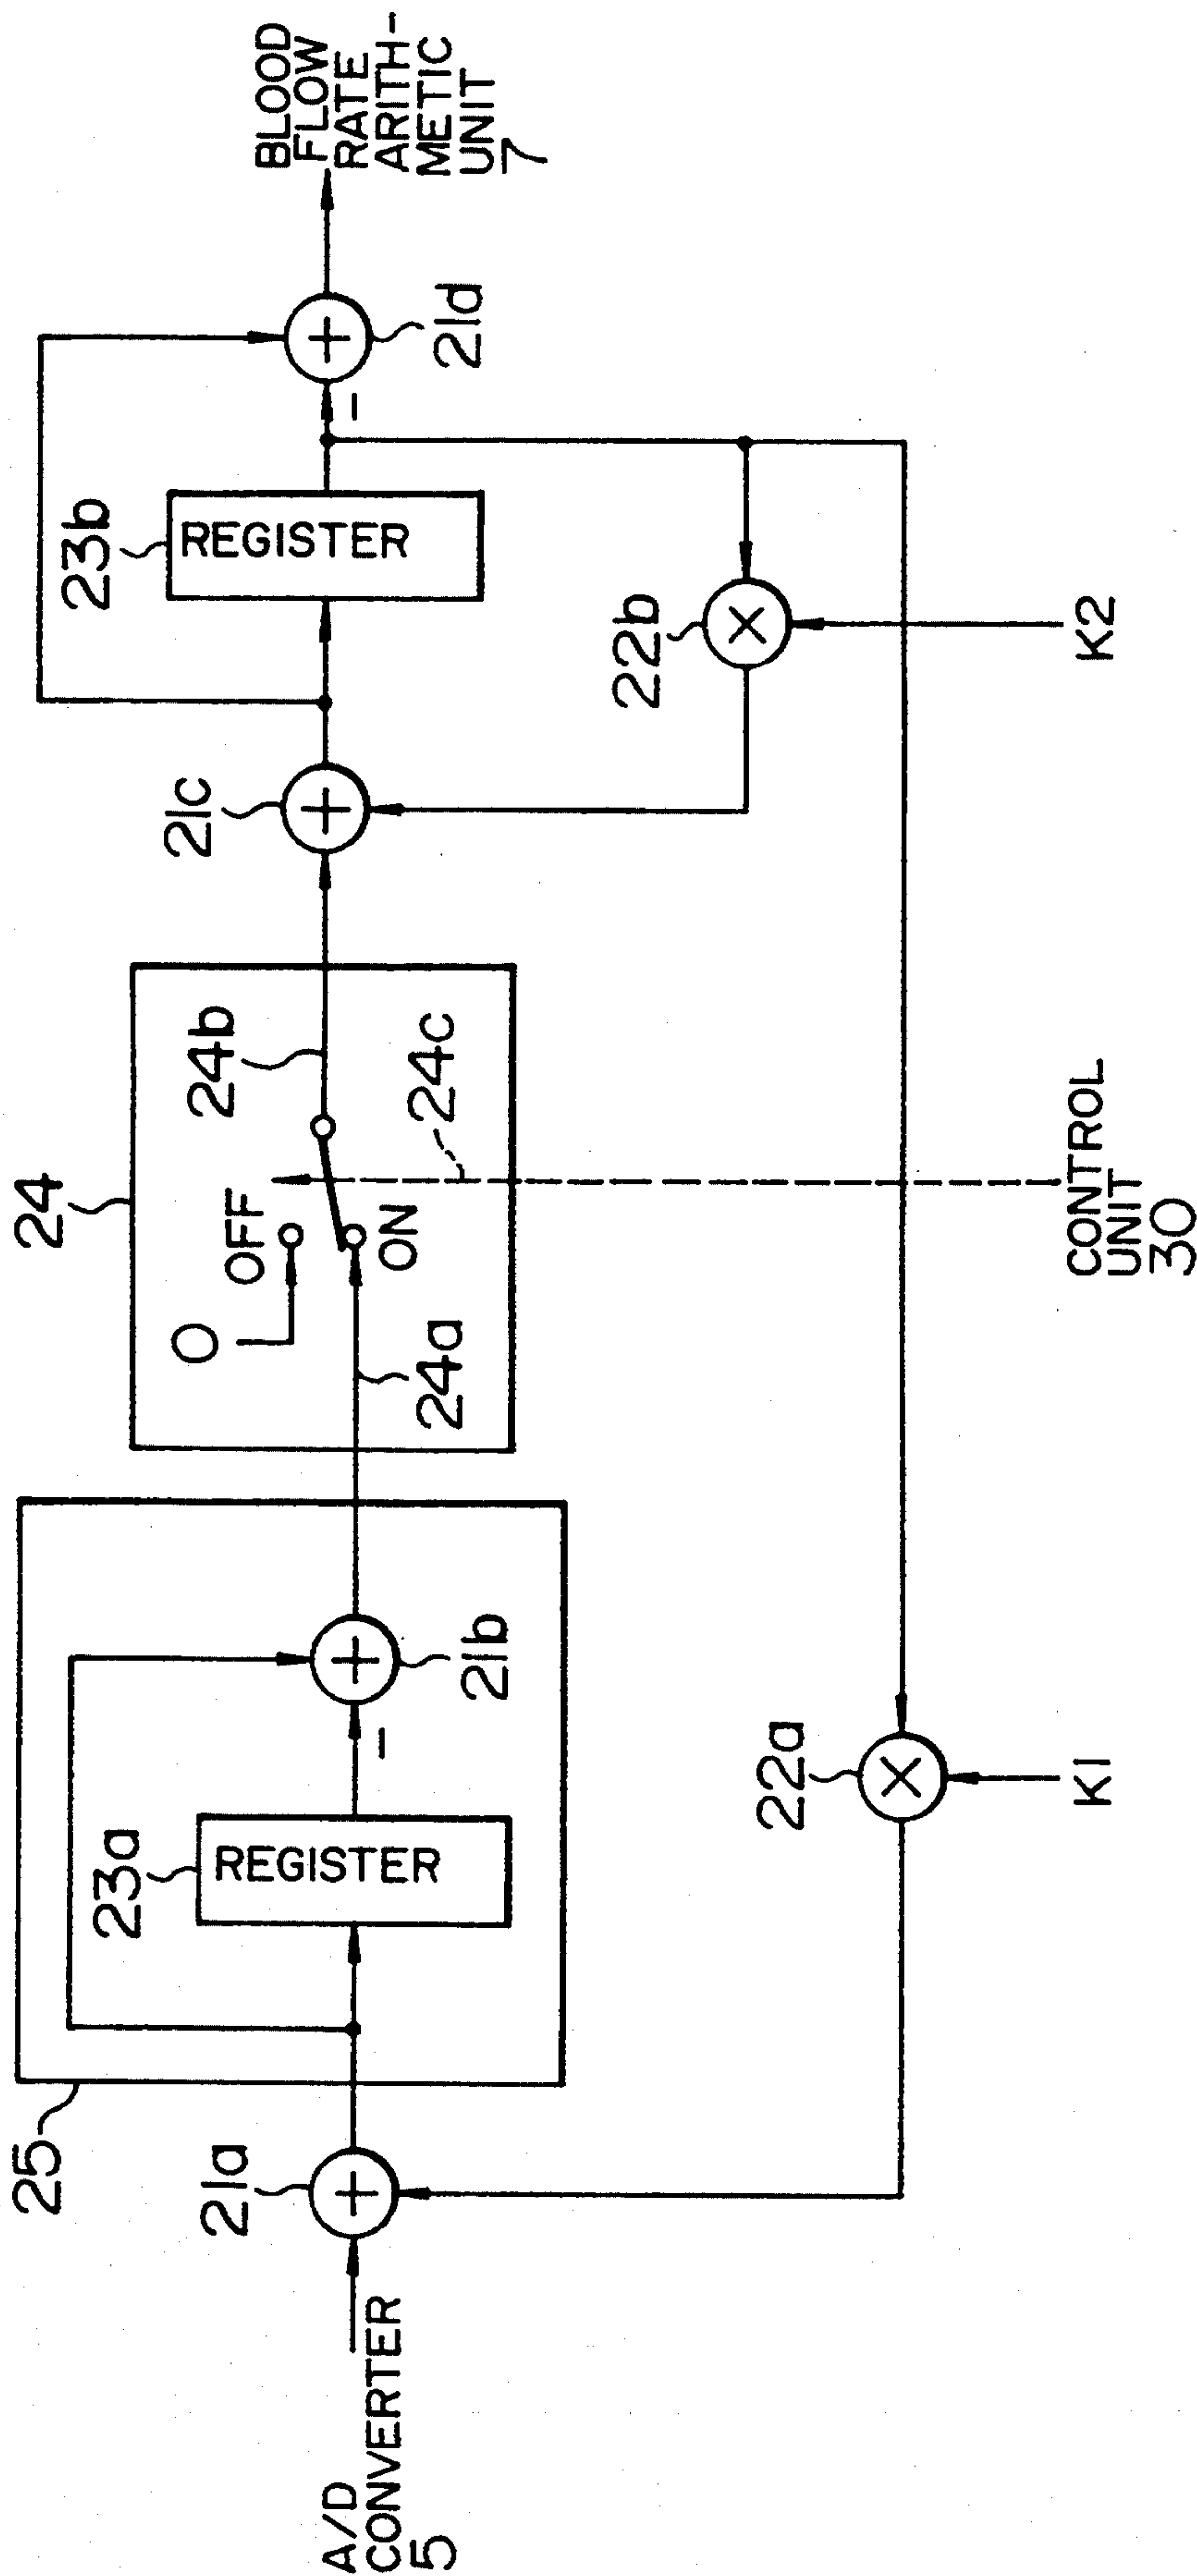 A/D
CONVERTER
5
21a
25
23a
REGISTER
−
21b
22a
K1
24
0
OFF
ON
24a
24b
24c
CONTROL
UNIT
30
21c
23b
REGISTER
−
22b
K2
21d
BLOOD
FLOW
RATE
ARITH-
METIC
UNIT
7